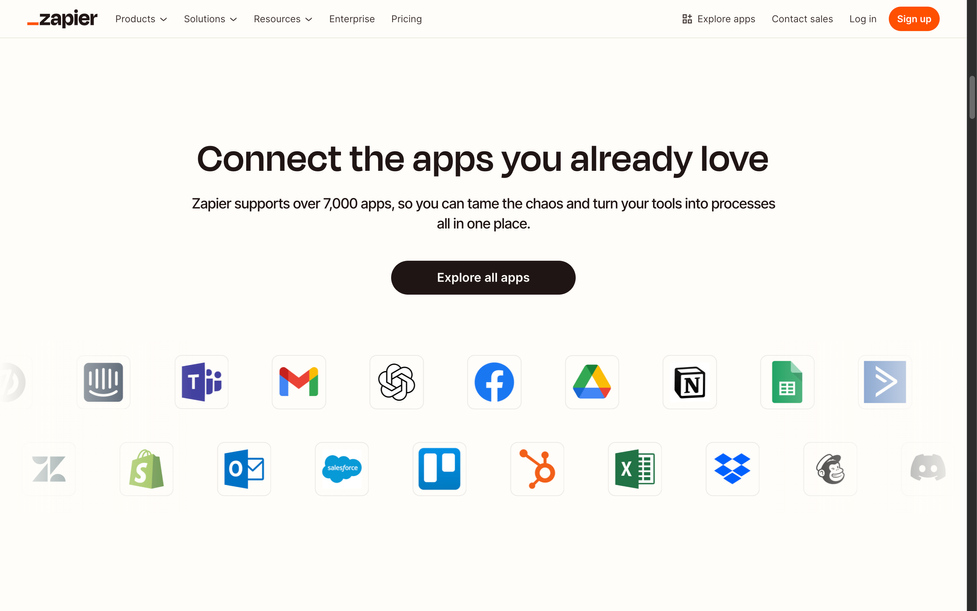 zapier
Products
Solutions
Resources
Enterprise
Pricing
Explore apps
Contact sales
Log in
Sign up
Connect the apps you already love
Zapier supports over 7,000 apps, so you can tame the chaos and turn your tools into processes
all in one place.
Explore all apps
T
N
S
O
salesforce
X